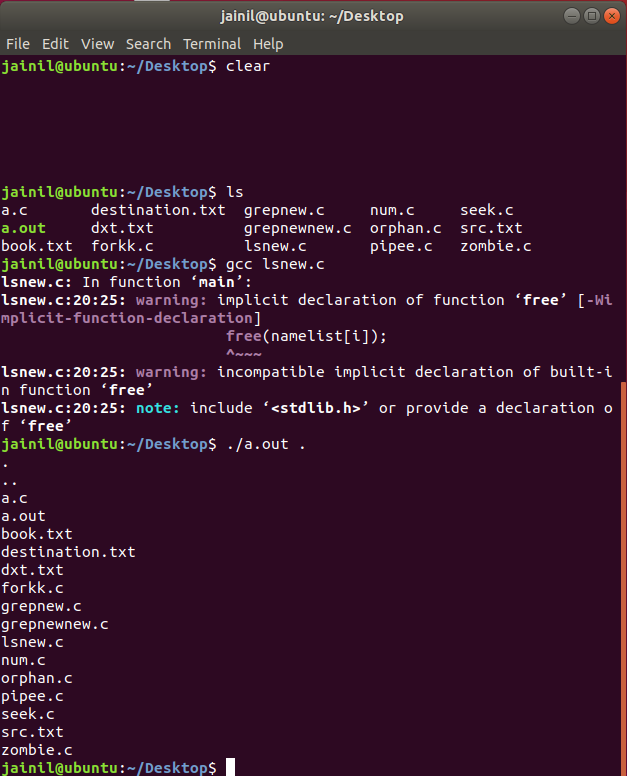 jainil@ubuntu: ~/Desktop
File Edit View Search Terminal Help
jainil@ubuntu:~/Desktop$ clear
jainil@ubuntu:~/Desktop$ ls
a.c       destination.txt  grepnew.c     num.c     seek.c
a.out     dxt.txt          grepnewnew.c  orphan.c  src.txt
book.txt  forkk.c          lsnew.c       pipee.c   zombie.c
jainil@ubuntu:~/Desktop$ gcc lsnew.c
lsnew.c: In function ‘main’:
lsnew.c:20:25: warning: implicit declaration of function ‘free’ [-Wi
mplicit-function-declaration]
                         free(namelist[i]);
                         ^~~~
lsnew.c:20:25: warning: incompatible implicit declaration of built-i
n function ‘free’
lsnew.c:20:25: note: include ‘<stdlib.h>’ or provide a declaration o
f ‘free’
jainil@ubuntu:~/Desktop$ ./a.out .
.
..
a.c
a.out
book.txt
destination.txt
dxt.txt
forkk.c
grepnew.c
grepnewnew.c
lsnew.c
num.c
orphan.c
pipee.c
seek.c
src.txt
zombie.c
jainil@ubuntu:~/Desktop$